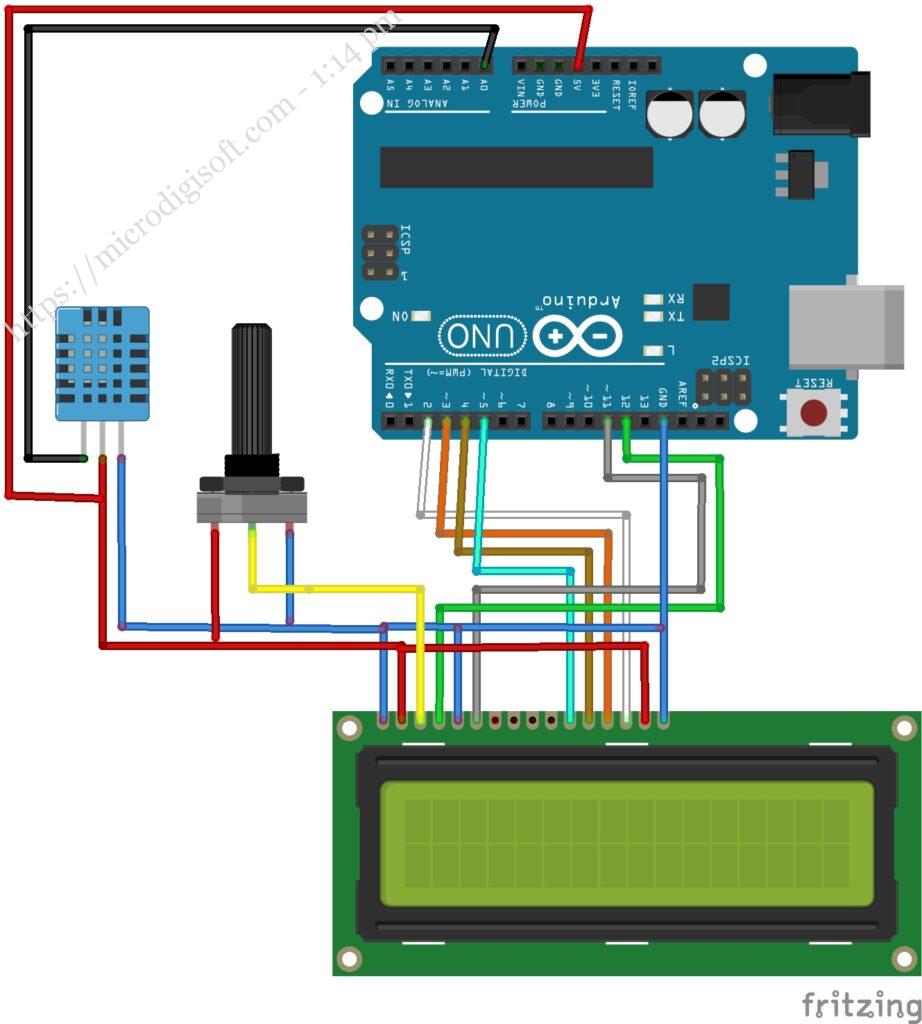 https://microdigisoft.com - 1:14 pm
A5
A4
A3
A2
A1
A0
ANALOG IN
VIN
GND
GND
5V
3V3
RESET
IOREF
POWER
ICSP
1
ON
UNO
Arduino
TM
RX
TX
L
ICSP2
RESET
DIGITAL (PWM=~)
RX0◀0
TX0▶1
2
~3
4
~5
~6
7
8
~9
~10
~11
12
13
GND
AREF
fritzing